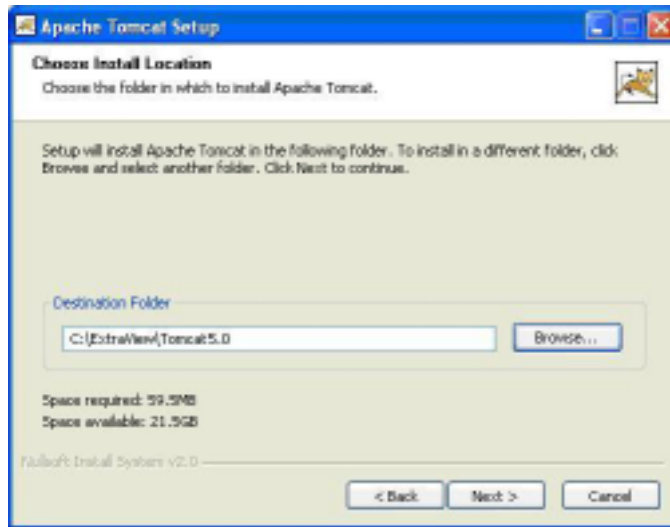 Apache Tomcat Setup
Choose Install Location
Choose the folder in which to install Apache Tomcat.
Setup will install Apache Tomcat in the following folder. To install in a different folder, click
Browse and select another folder. Click Next to continue.
Destination Folder
C:\ExtraView\Tomcat5.0
Browse...
Space required: 59.5MB
Space available: 21.5GB
Nullsoft Install System v2.0
< Back
Next >
Cancel